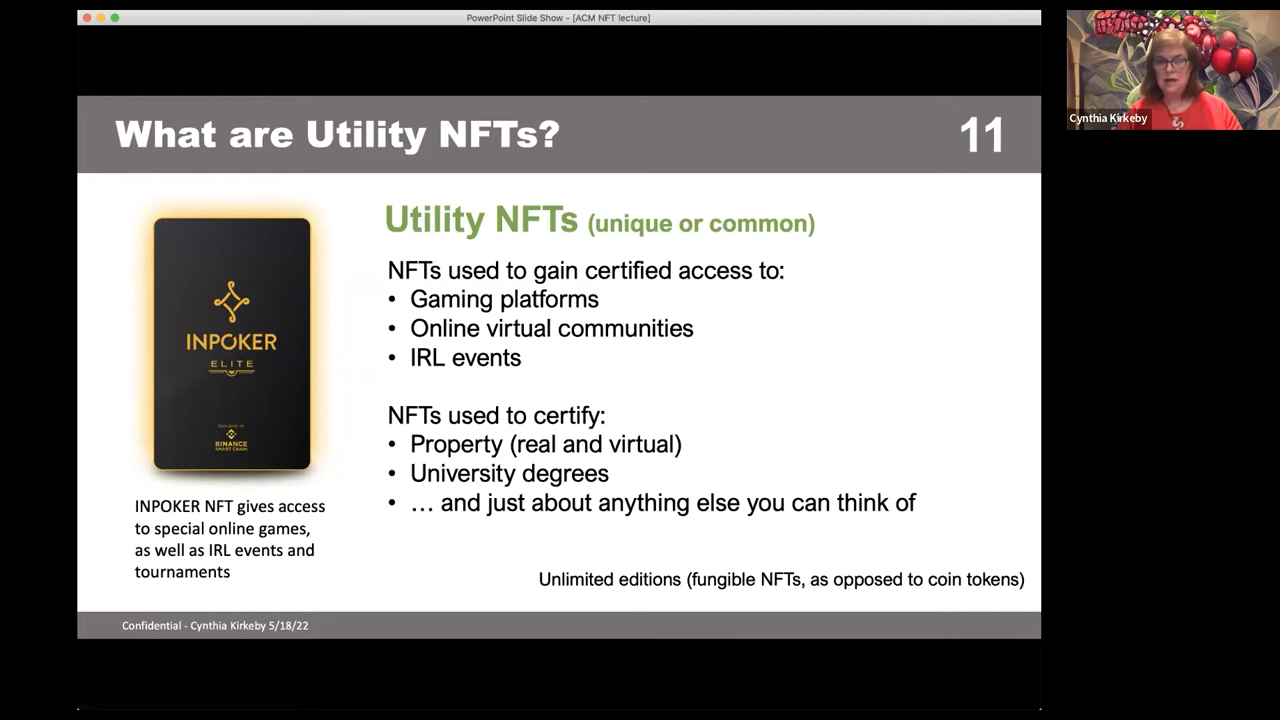 PowerPoint Slide Show - [ACM NFT lecture]
What are Utility NFTs?
11
Utility NFTs (unique or common)
NFTs used to gain certified access to:
• Gaming platforms
• Online virtual communities
• IRL events
NFTs used to certify:
• Property (real and virtual)
• University degrees
• … and just about anything else you can think of
Unlimited editions (fungible NFTs, as opposed to coin tokens)
INPOKER
ELITE
BINANCE
SMART CHAIN
INPOKER NFT gives access
to special online games,
as well as IRL events and
tournaments
Confidential - Cynthia Kirkeby 5/18/22
Cynthia Kirkeby